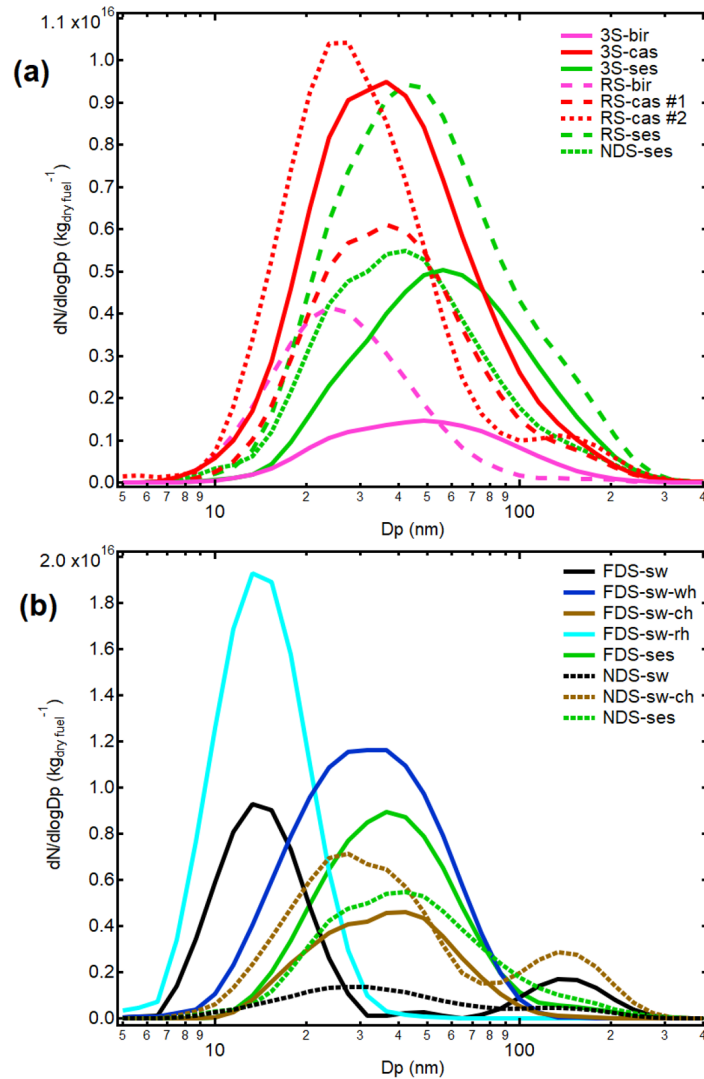 1.1 x10^16
(a)
3S-bir
3S-cas
3S-ses
RS-bir
RS-cas #1
RS-cas #2
RS-ses
NDS-ses
1.0
0.9
0.8
0.7
0.6
0.5
0.4
0.3
0.2
0.1
0.0
dN/dlogDp (kg_dry fuel^-1)
5 6 7 8 9 10 2 3 4 5 6 7 8 9 100 2 3 4
Dp (nm)
2.0 x10^16
(b)
FDS-sw
FDS-sw-wh
FDS-sw-ch
FDS-sw-rh
FDS-ses
NDS-sw
NDS-sw-ch
NDS-ses
1.8
1.6
1.4
1.2
1.0
0.8
0.6
0.4
0.2
0.0
dN/dlogDp (kg_dry fuel^-1)
5 6 7 8 9 10 2 3 4 5 6 7 8 9 100 2 3 4
Dp (nm)